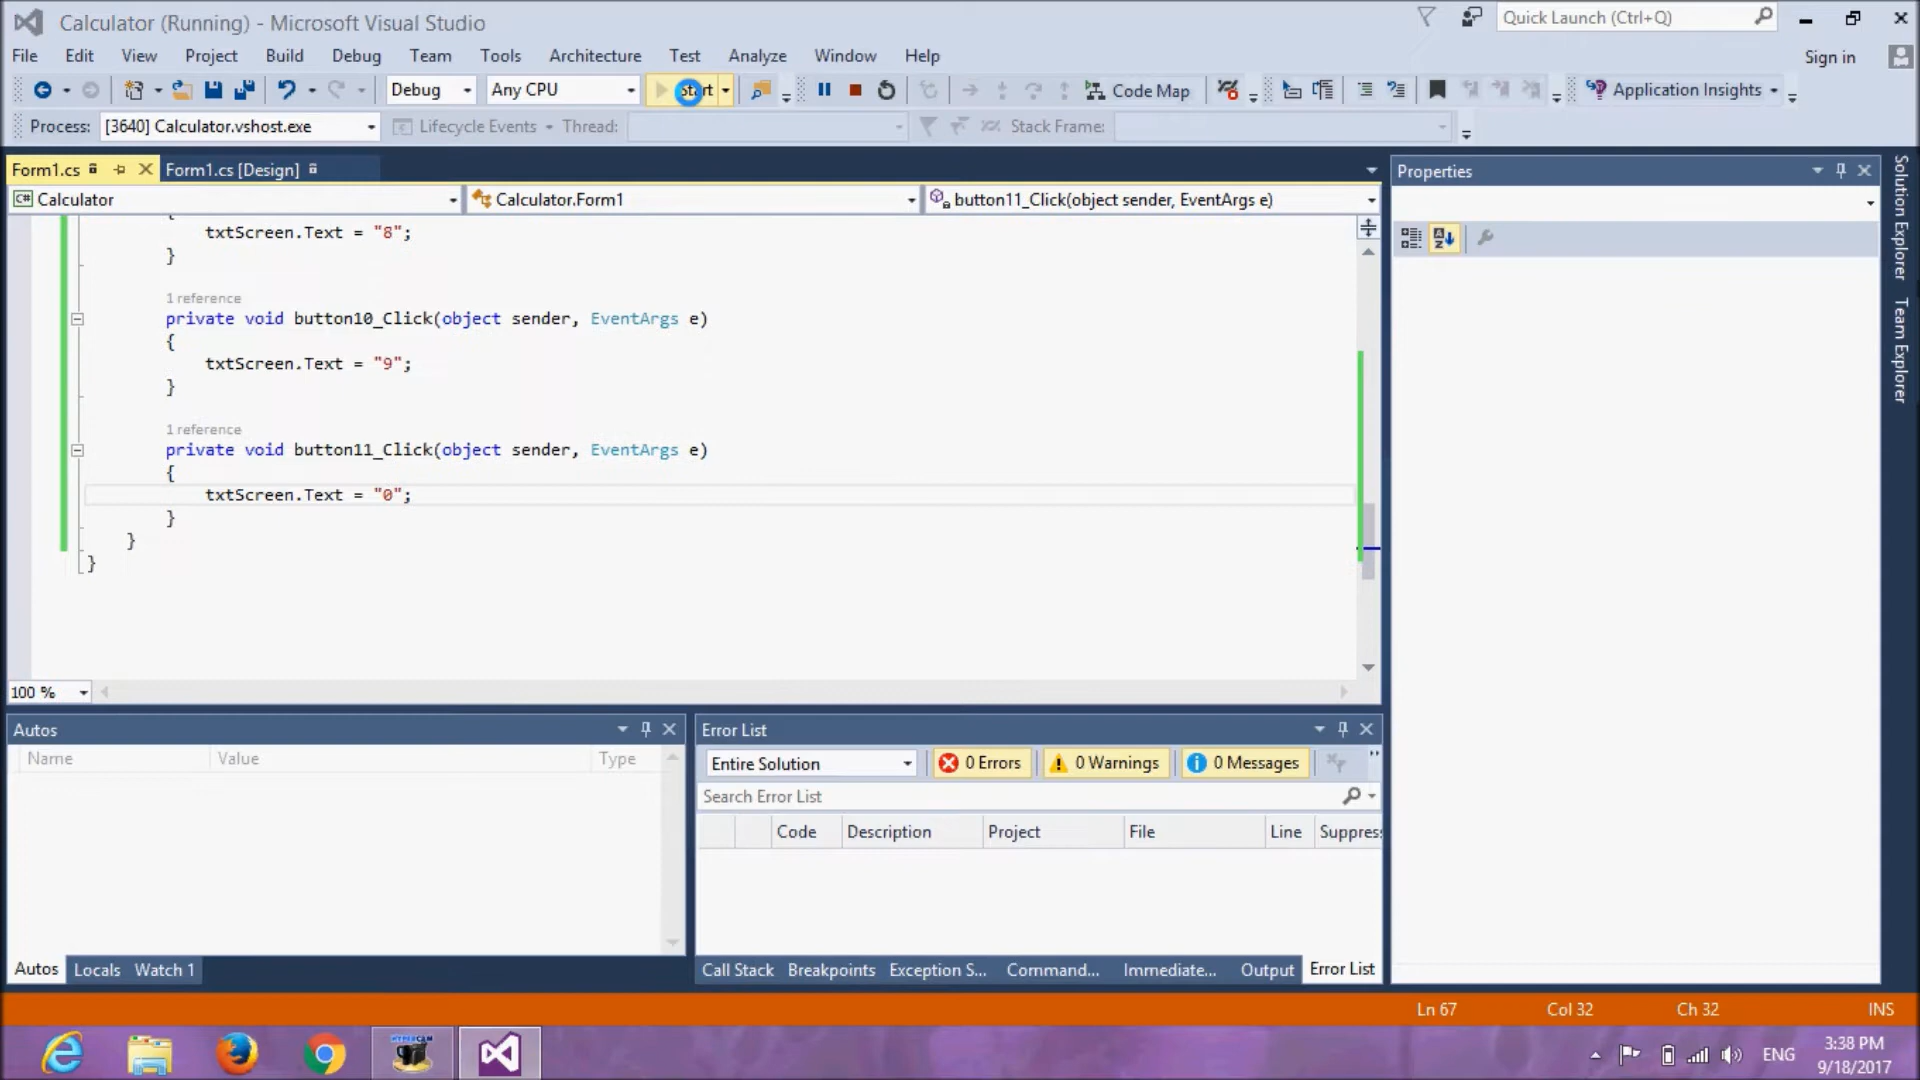 Calculator (Running) - Microsoft Visual Studio
Quick Launch (Ctrl+Q)
File Edit View Project Build Debug Team Tools Architecture Test Analyze Window Help
Sign in
Debug Any CPU Start Code Map Application Insights
Process: [3640] Calculator.vshost.exe Lifecycle Events Thread: Stack Frame:
Form1.cs Form1.cs [Design]
Properties
C# Calculator Calculator.Form1 button11_Click(object sender, EventArgs e)
{
txtScreen.Text = "8";
}
1 reference
private void button10_Click(object sender, EventArgs e)
{
txtScreen.Text = "9";
}
1 reference
private void button11_Click(object sender, EventArgs e)
{
txtScreen.Text = "0";
}
}
}
Solution Explorer
Team Explorer
100 %
Autos
Name Value Type
Error List
Entire Solution 0 Errors 0 Warnings 0 Messages
Search Error List
Code Description Project File Line Suppress
Autos Locals Watch 1
Call Stack Breakpoints Exception S... Command... Immediate... Output Error List
Ln 67 Col 32 Ch 32 INS
HYPERCAM
ENG
3:38 PM
9/18/2017